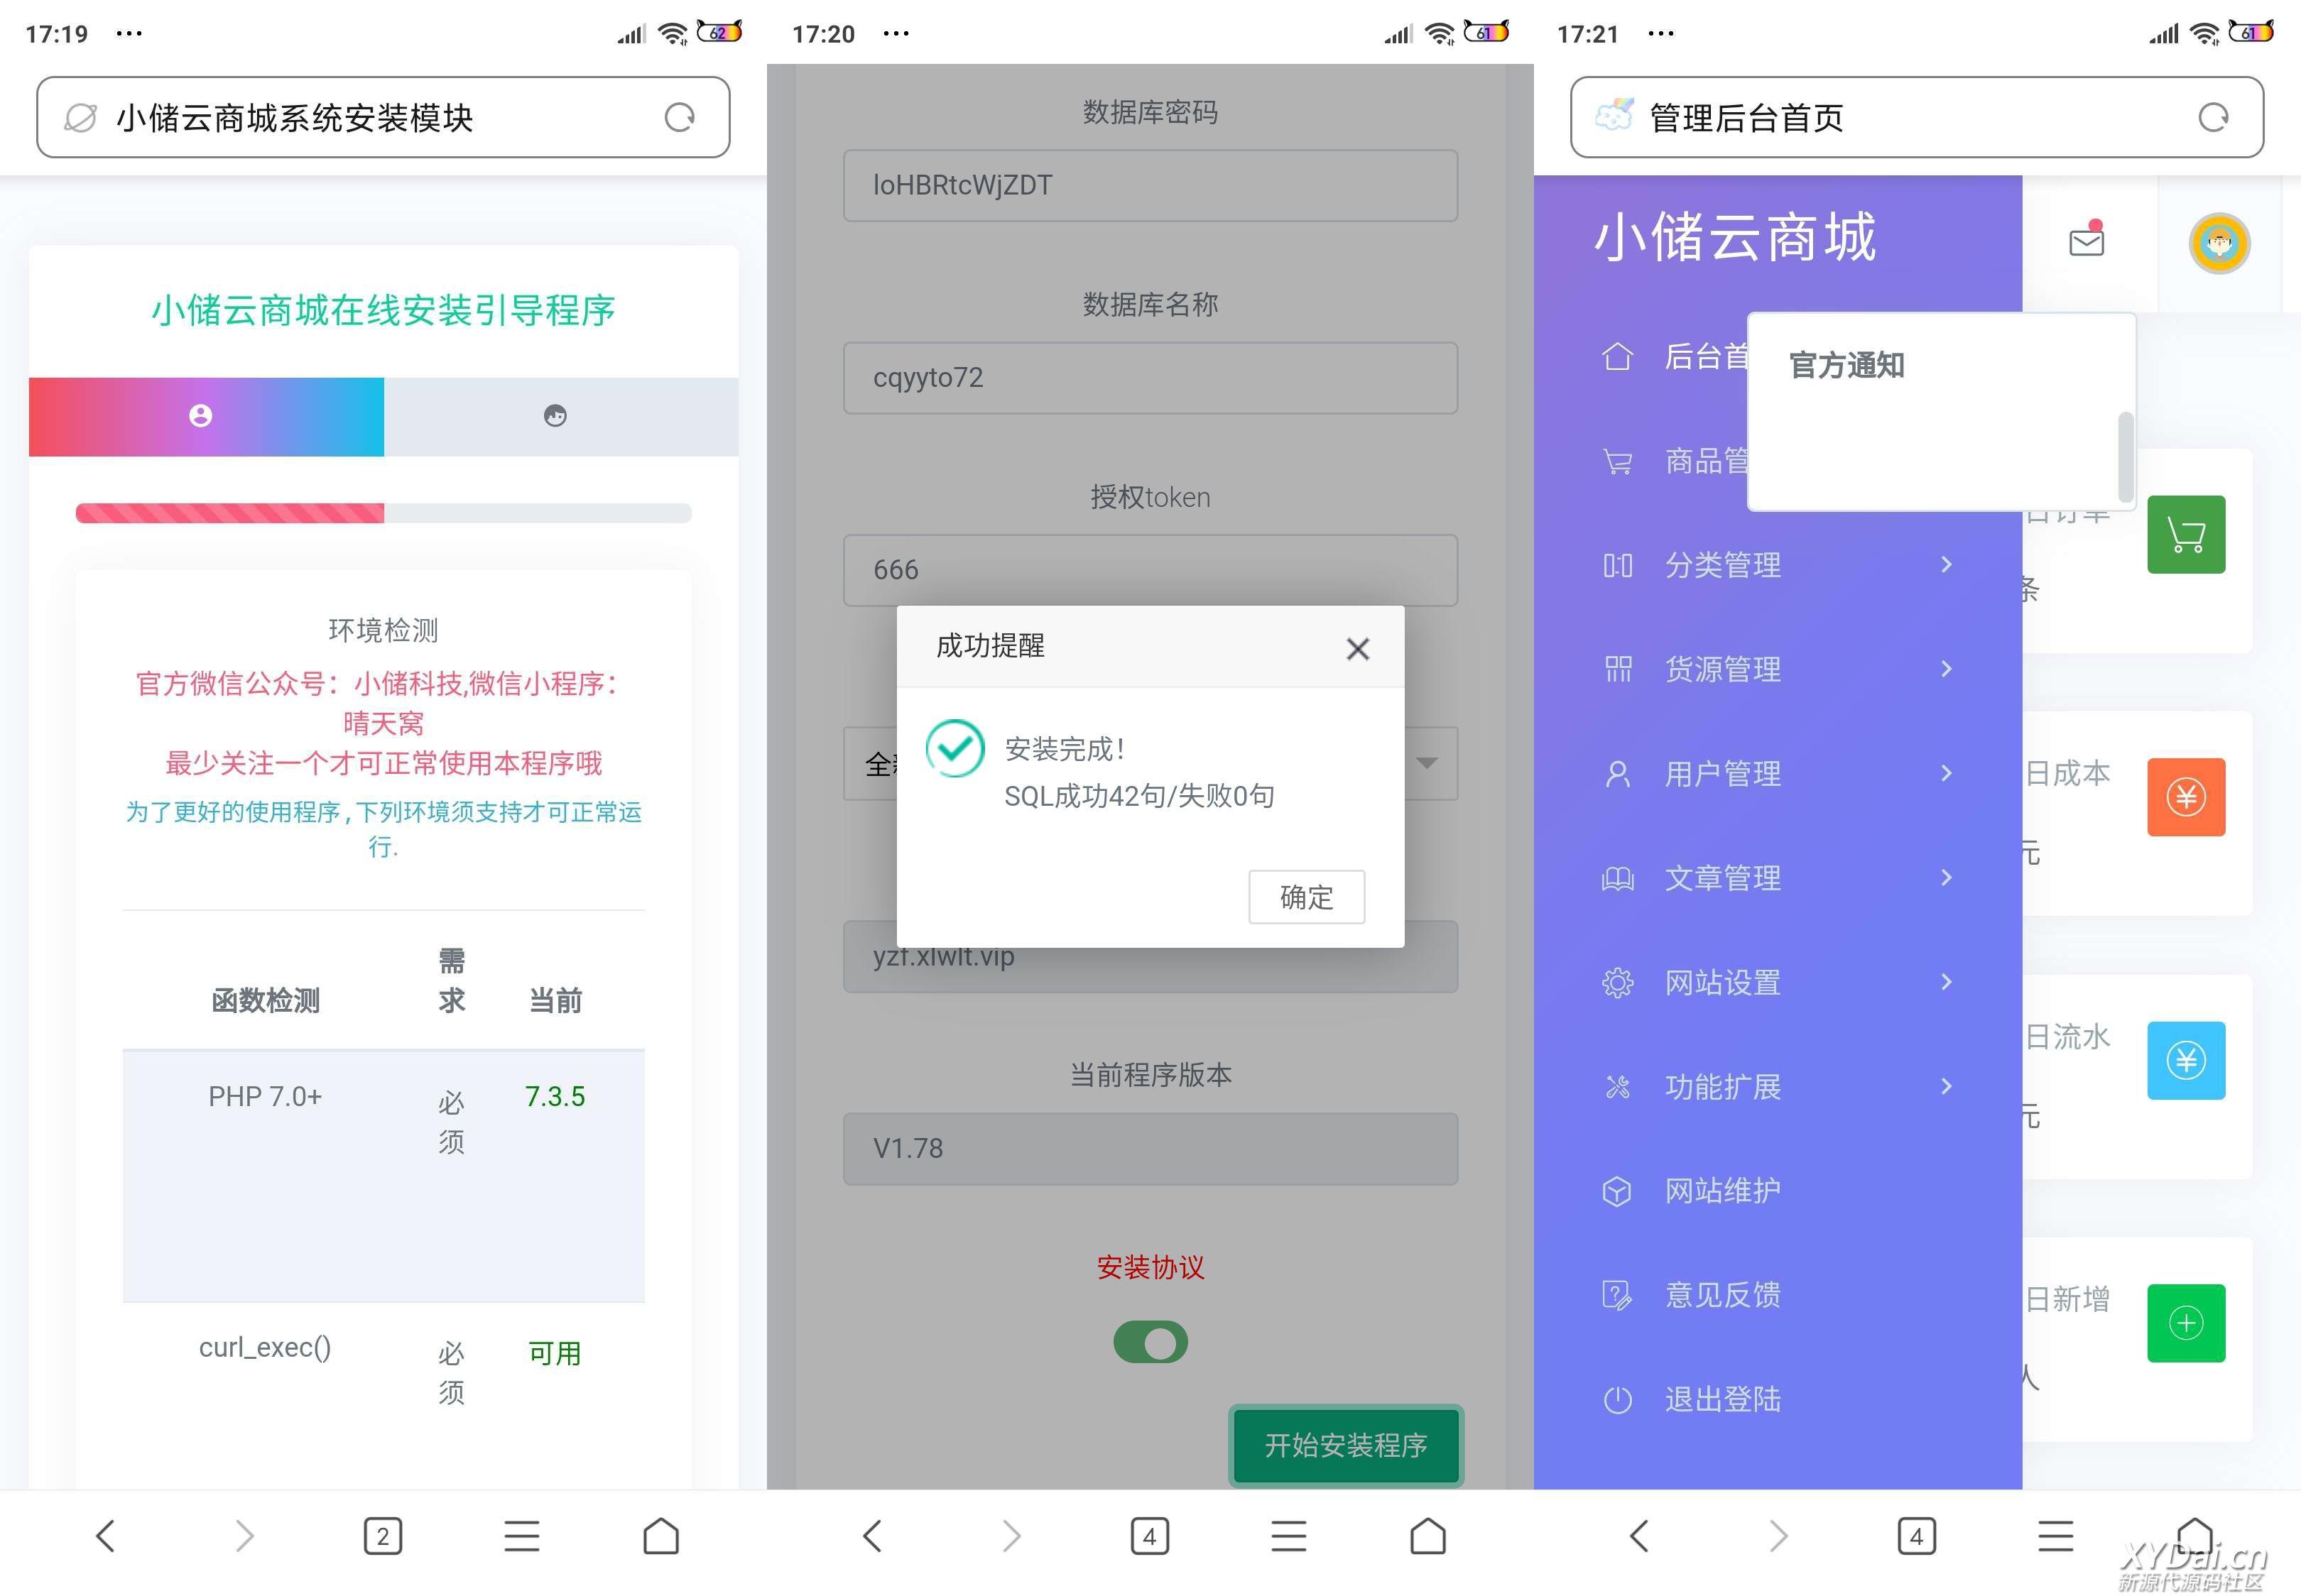 17:19 ...
62
小储云商城系统安装模块
小储云商城在线安装引导程序
环境检测
官方微信公众号：小储科技,微信小程序：
晴天窝
最少关注一个才可正常使用本程序哦
为了更好的使用程序,下列环境须支持才可正常运
行.
函数检测 需求 当前
PHP 7.0+ 必须 7.3.5
curl_exec() 必须 可用
2
17:20 ...
61
数据库密码
loHBRtcWjZDT
数据库名称
cqyyto72
授权token
666
成功提醒
安装完成！
SQL成功42句/失败0句
确定
全
yzf.xlwlt.vip
当前程序版本
V1.78
安装协议
开始安装程序
4
17:21 ...
61
管理后台首页
小储云商城
官方通知
后台首
商品管
分类管理
货源管理
用户管理
文章管理
网站设置
功能扩展
网站维护
意见反馈
退出登陆
日订单
条
日成本
元
日流水
元
日新增
人
4
XYDai.cn
新源代源码社区